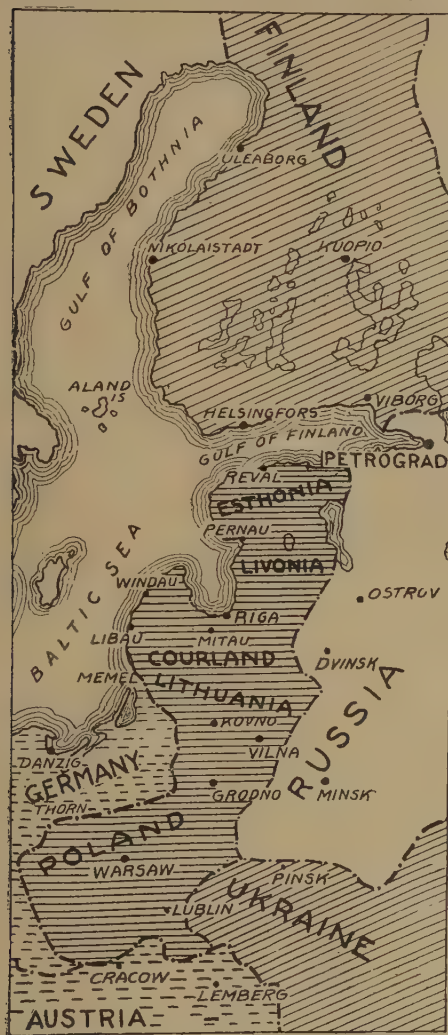 FINLAND
SWEDEN
GULF OF BOTHNIA
ULEABORG
NIKOLAISTADT
KUOPIO
ALAND
IS
VIBORG
HELSINGFORS
GULF OF FINLAND
PETROGRAD
REVAL
ESTHONIA
PERNAU
LIVONIA
BALTIC SEA
WINDAU
OSTROV
RIGA
LIBAU
MITAU
COURLAND
DVINSK
MEMEL
LITHUANIA
RUSSIA
KOVNO
VILNA
DANZIG
GERMANY
GRODNO
MINSK
THORN
POLAND
WARSAW
PINSK
UKRAINE
LUBLIN
CRACOW
LEMBERG
AUSTRIA